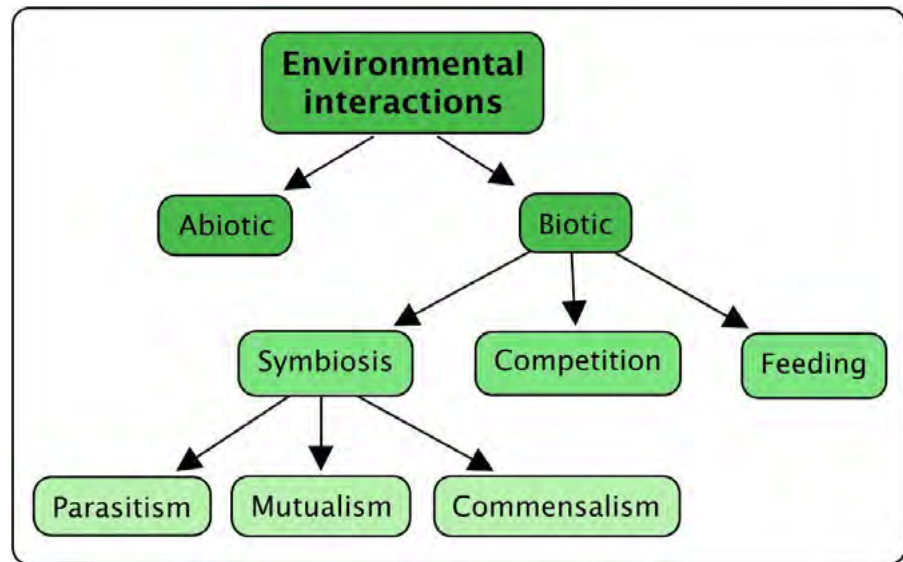 Environmental
interactions
Abiotic
Biotic
Symbiosis
Competition
Feeding
Parasitism
Mutualism
Commensalism